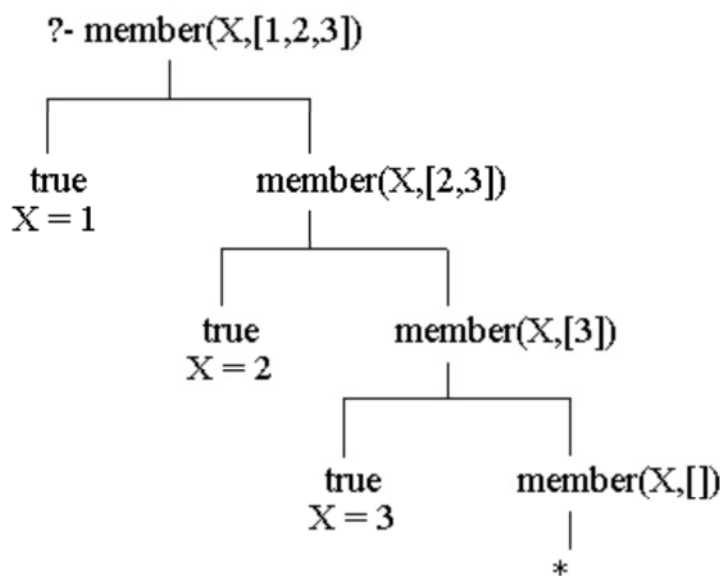 ?- member(X,[1,2,3])
true
X = 1
member(X,[2,3])
true
X = 2
member(X,[3])
true
X = 3
member(X,[])
*